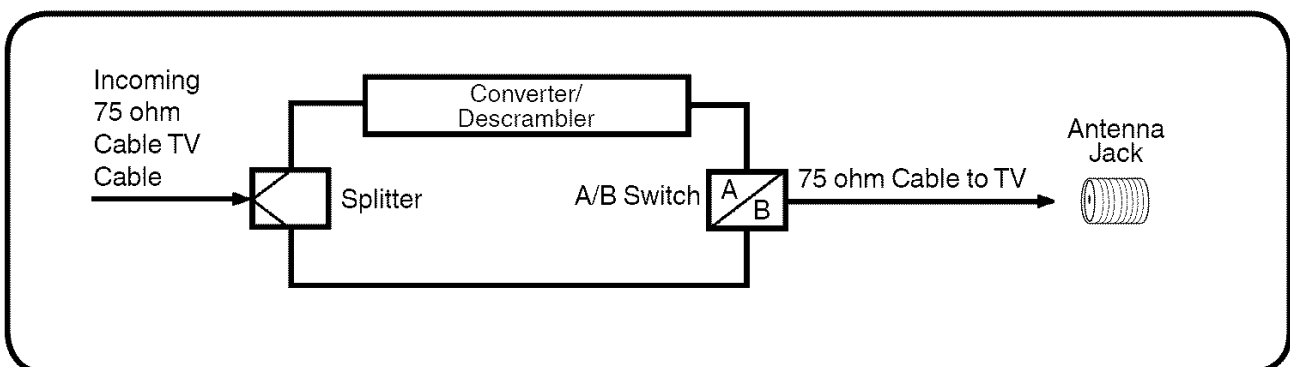 Incoming
75 ohm
Cable TV
Cable
Converter/
Descrambler
Splitter
A/B Switch
A
B
75 ohm Cable to TV
Antenna
Jack